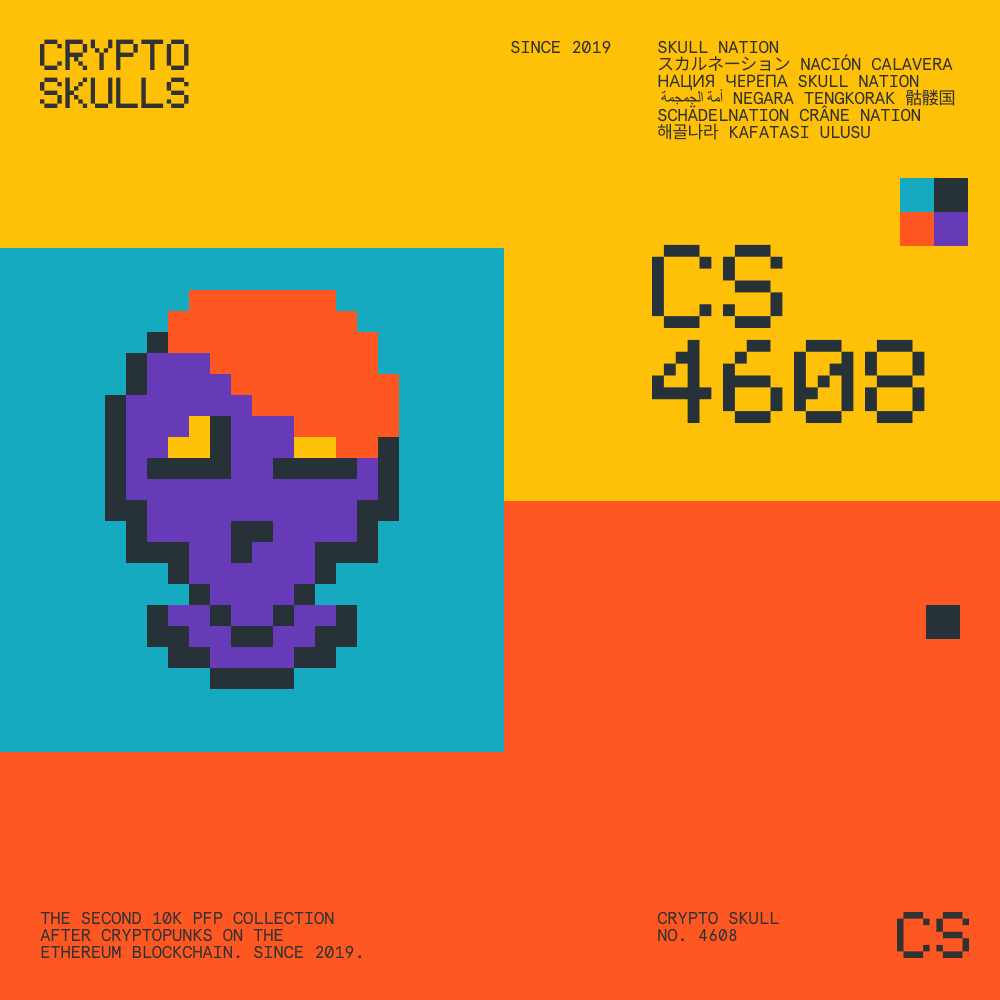 CRYPTO
SKULLS
SINCE 2019
SKULL NATION
スカルネーション NACIÓN CALAVERA
НАЦИЯ ЧЕРЕПА SKULL NATION
أمة الجمجمة NEGARA TENGKORAK 骷髅国
SCHÄDELNATION CRÂNE NATION
해골나라 KAFATASI ULUSU
CS
4608
THE SECOND 10K PFP COLLECTION
AFTER CRYPTOPUNKS ON THE
ETHEREUM BLOCKCHAIN. SINCE 2019.
CRYPTO SKULL
NO. 4608
CS